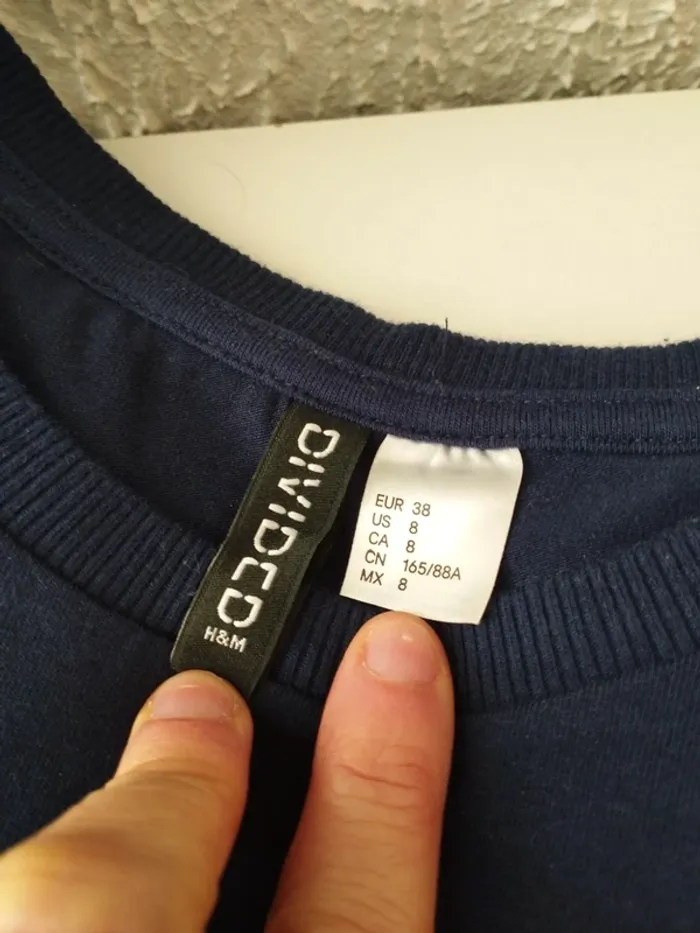 DIVIDED
H&M
EUR 38
US 8
CA 8
CN 165/88A
MX 8